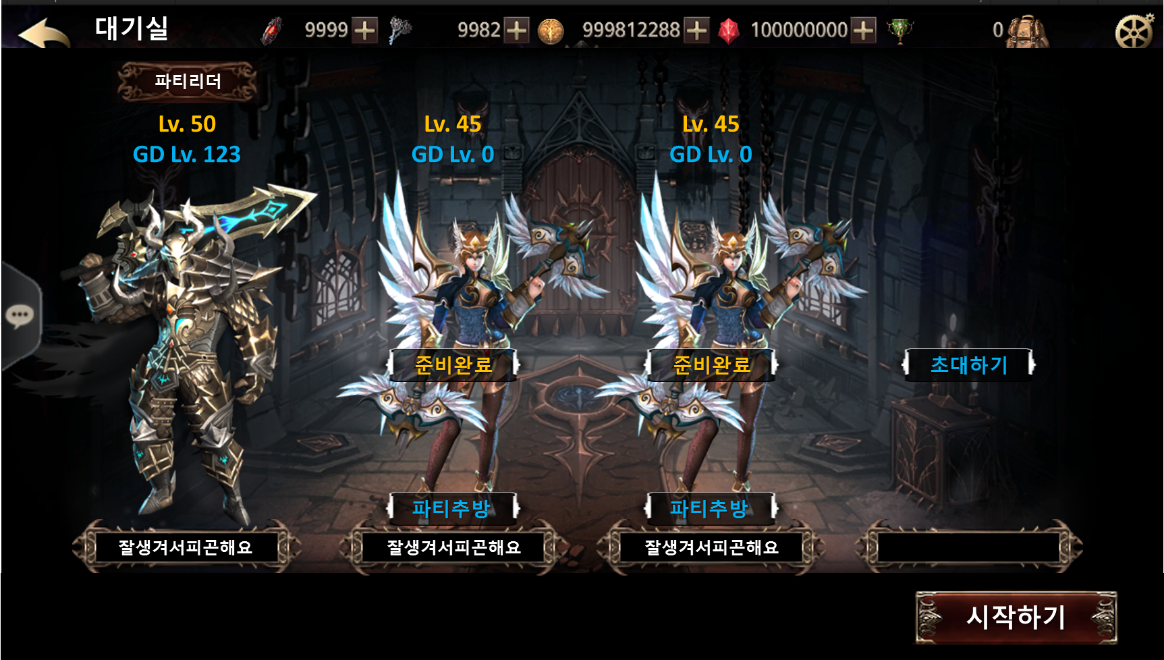 대기실 9999 9982 999812288 100000000 0
파티리더
Lv. 50 Lv. 45 Lv. 45
GD Lv. 123 GD Lv. 0 GD Lv. 0
준비완료 준비완료 초대하기
파티추방 파티추방
잘생겨서피곤해요 잘생겨서피곤해요 잘생겨서피곤해요
시작하기